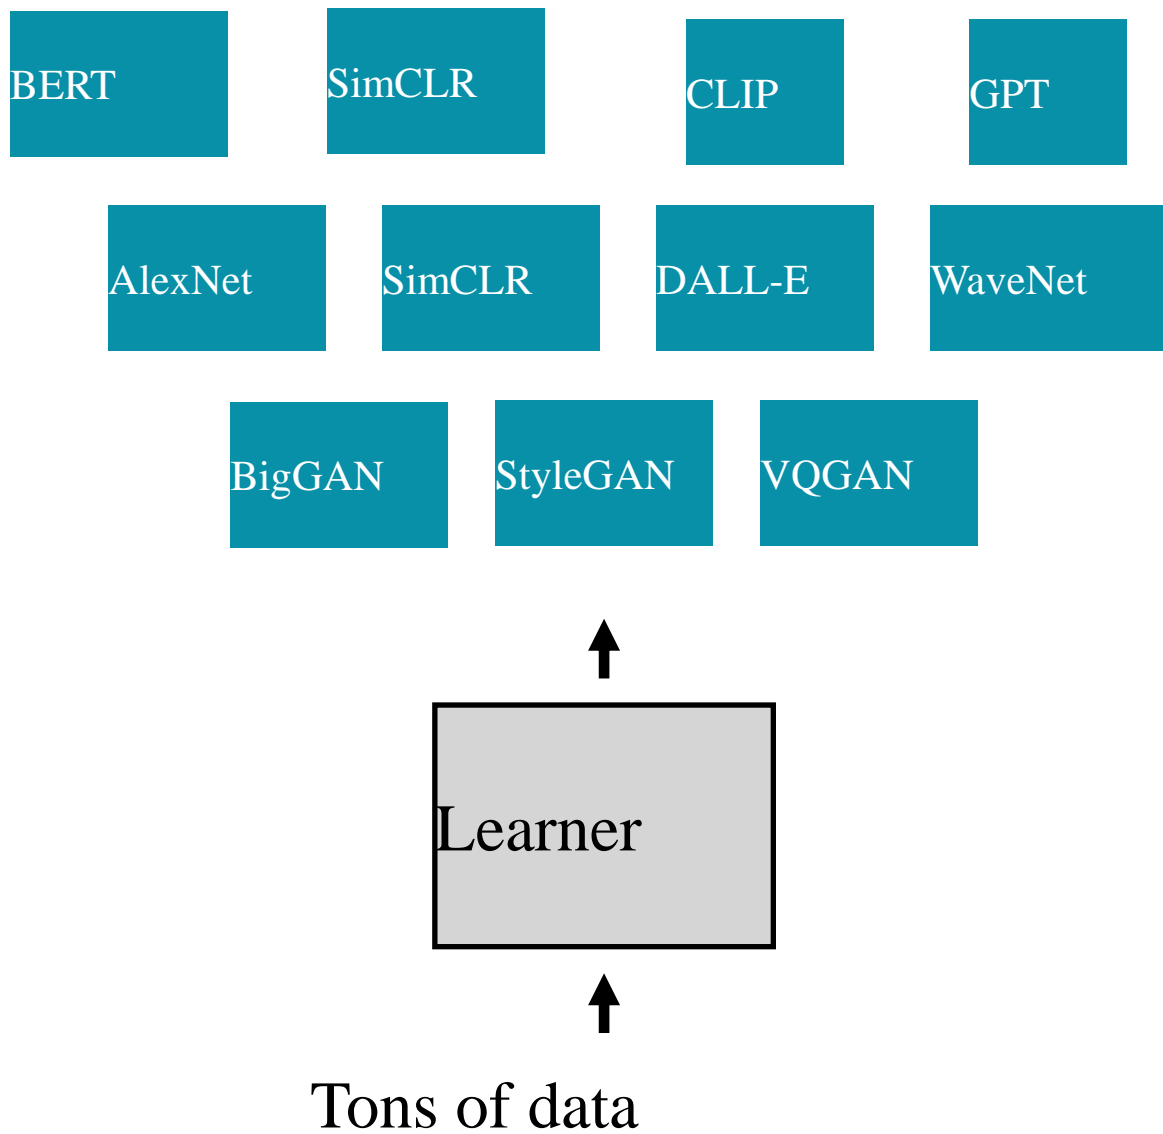 BERT
SimCLR
CLIP
GPT
AlexNet
SimCLR
DALL-E
WaveNet
BigGAN
StyleGAN
VQGAN
Learner
Tons of data